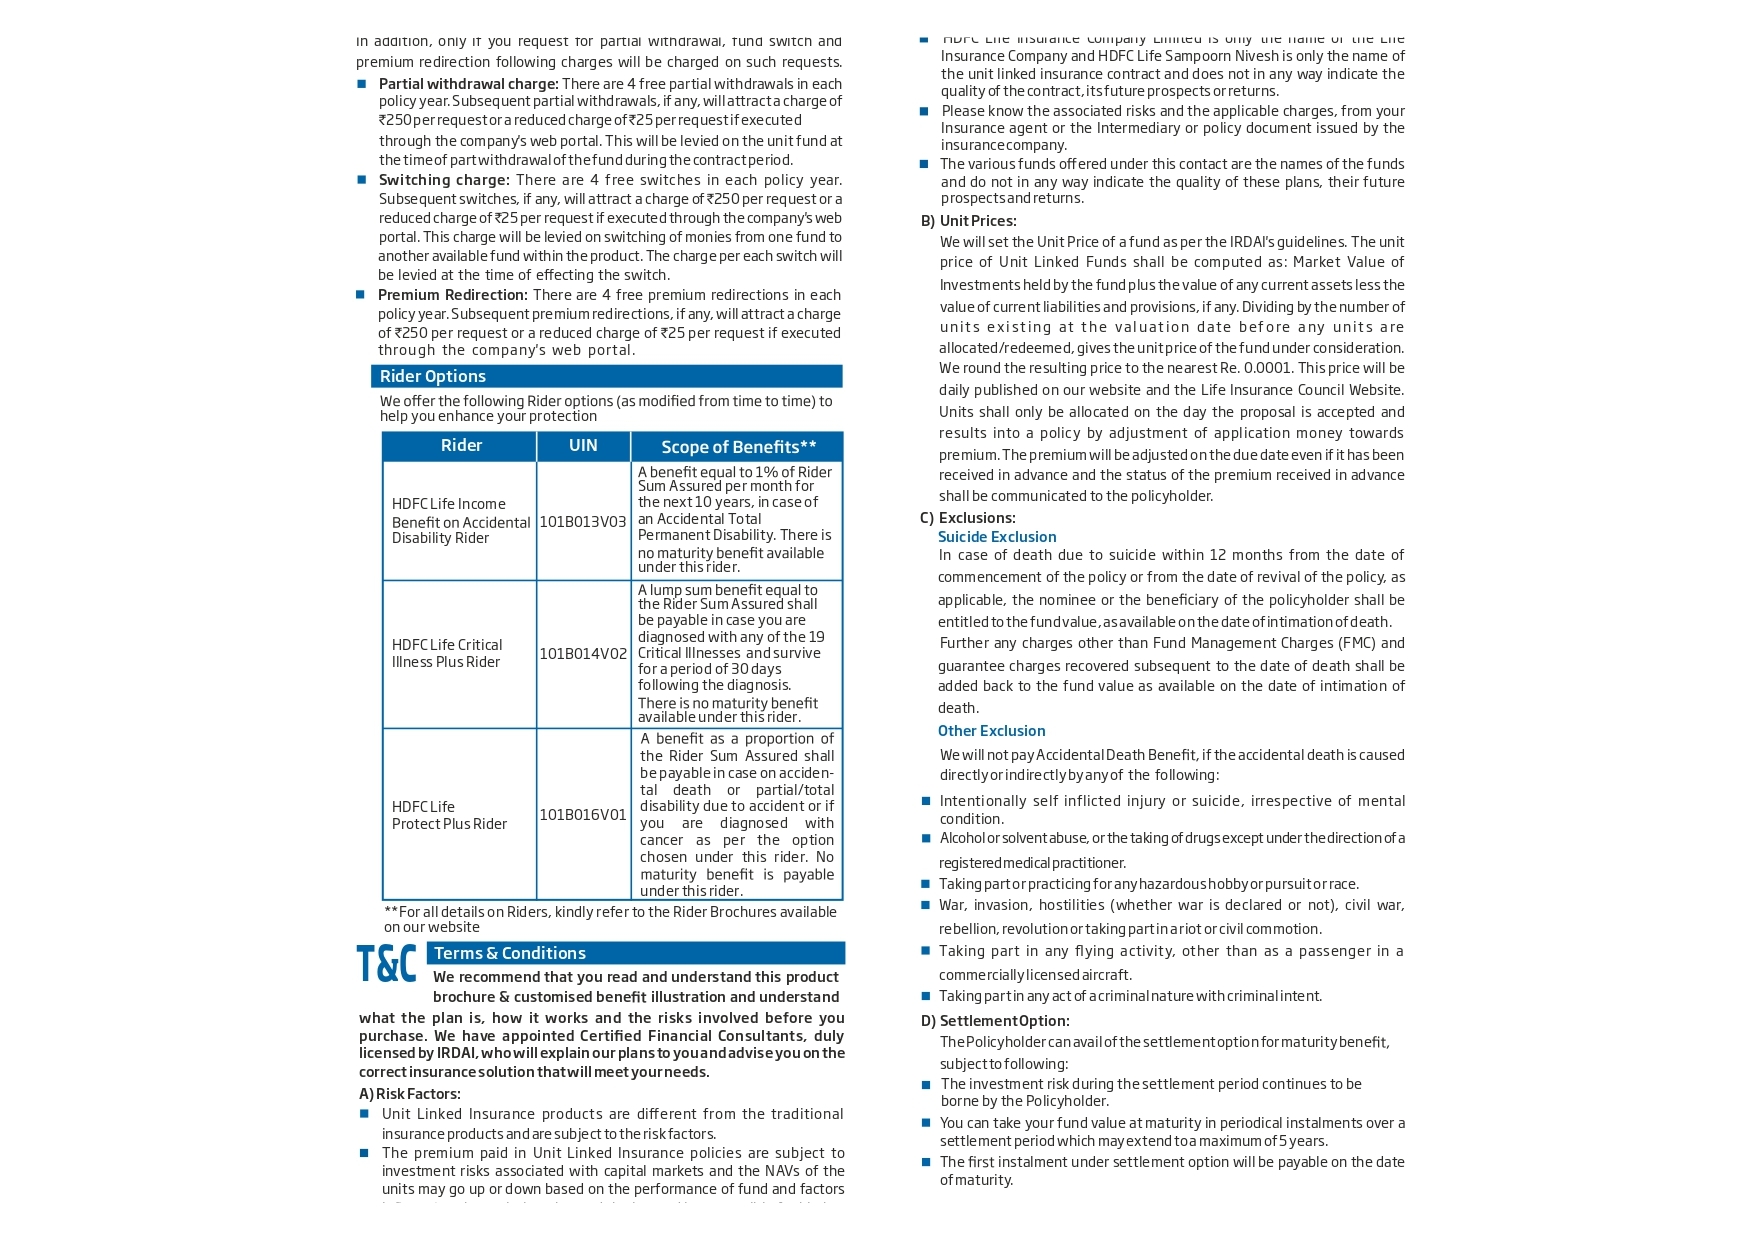 In addition, only if you request for partial withdrawal, fund switch and
premium redirection following charges will be charged on such requests.
■ Partial withdrawal charge: There are 4 free partial withdrawals in each
policy year. Subsequent partial withdrawals, if any, will attract a charge of
₹250 per request or a reduced charge of ₹25 per request if executed
through the company's web portal. This will be levied on the unit fund at
the time of part withdrawal of the fund during the contract period.
■ Switching charge: There are 4 free switches in each policy year.
Subsequent switches, if any, will attract a charge of ₹250 per request or a
reduced charge of ₹25 per request if executed through the company's web
portal. This charge will be levied on switching of monies from one fund to
another available fund within the product. The charge per each switch will
be levied at the time of effecting the switch.
■ Premium Redirection: There are 4 free premium redirections in each
policy year. Subsequent premium redirections, if any, will attract a charge
of ₹250 per request or a reduced charge of ₹25 per request if executed
through the company's web portal.
Rider Options
We offer the following Rider options (as modified from time to time) to
help you enhance your protection
Rider UIN Scope of Benefits**
HDFC Life Income
Benefit on Accidental
Disability Rider
101B013V03
A benefit equal to 1% of Rider
Sum Assured per month for
the next 10 years, in case of
an Accidental Total
Permanent Disability. There is
no maturity benefit available
under this rider.
HDFC Life Critical
Illness Plus Rider
101B014V02
A lump sum benefit equal to
the Rider Sum Assured shall
be payable in case you are
diagnosed with any of the 19
Critical Illnesses and survive
for a period of 30 days
following the diagnosis.
There is no maturity benefit
available under this rider.
HDFC Life
Protect Plus Rider
101B016V01
A benefit as a proportion of
the Rider Sum Assured shall
be payable in case on acciden-
tal death or partial/total
disability due to accident or if
you are diagnosed with
cancer as per the option
chosen under this rider. No
maturity benefit is payable
under this rider.
**For all details on Riders, kindly refer to the Rider Brochures available
on our website
T&C Terms & Conditions
We recommend that you read and understand this product
brochure & customised benefit illustration and understand
what the plan is, how it works and the risks involved before you
purchase. We have appointed Certified Financial Consultants, duly
licensed by IRDAI, who will explain our plans to you and advise you on the
correct insurance solution that will meet your needs.
A) Risk Factors:
■ Unit Linked Insurance products are different from the traditional
insurance products and are subject to the risk factors.
■ The premium paid in Unit Linked Insurance policies are subject to
investment risks associated with capital markets and the NAVs of the
units may go up or down based on the performance of fund and factors
■ HDFC Life Insurance Company Limited is only the name of the Life
Insurance Company and HDFC Life Sampoorn Nivesh is only the name of
the unit linked insurance contract and does not in any way indicate the
quality of the contract, its future prospects or returns.
■ Please know the associated risks and the applicable charges, from your
Insurance agent or the Intermediary or policy document issued by the
insurance company.
■ The various funds offered under this contact are the names of the funds
and do not in any way indicate the quality of these plans, their future
prospects and returns.
B) Unit Prices:
We will set the Unit Price of a fund as per the IRDAI's guidelines. The unit
price of Unit Linked Funds shall be computed as: Market Value of
Investments held by the fund plus the value of any current assets less the
value of current liabilities and provisions, if any. Dividing by the number of
units existing at the valuation date before any units are
allocated/redeemed, gives the unit price of the fund under consideration.
We round the resulting price to the nearest Re. 0.0001. This price will be
daily published on our website and the Life Insurance Council Website.
Units shall only be allocated on the day the proposal is accepted and
results into a policy by adjustment of application money towards
premium. The premium will be adjusted on the due date even if it has been
received in advance and the status of the premium received in advance
shall be communicated to the policyholder.
C) Exclusions:
Suicide Exclusion
In case of death due to suicide within 12 months from the date of
commencement of the policy or from the date of revival of the policy, as
applicable, the nominee or the beneficiary of the policyholder shall be
entitled to the fund value, as available on the date of intimation of death.
Further any charges other than Fund Management Charges (FMC) and
guarantee charges recovered subsequent to the date of death shall be
added back to the fund value as available on the date of intimation of
death.
Other Exclusion
We will not pay Accidental Death Benefit, if the accidental death is caused
directly or indirectly by any of the following:
■ Intentionally self inflicted injury or suicide, irrespective of mental
condition.
■ Alcohol or solvent abuse, or the taking of drugs except under the direction of a
registered medical practitioner.
■ Taking part or practicing for any hazardous hobby or pursuit or race.
■ War, invasion, hostilities (whether war is declared or not), civil war,
rebellion, revolution or taking part in a riot or civil commotion.
■ Taking part in any flying activity, other than as a passenger in a
commercially licensed aircraft.
■ Taking part in any act of a criminal nature with criminal intent.
D) Settlement Option:
The Policyholder can avail of the settlement option for maturity benefit,
subject to following:
■ The investment risk during the settlement period continues to be
borne by the Policyholder.
■ You can take your fund value at maturity in periodical instalments over a
settlement period which may extend to a maximum of 5 years.
■ The first instalment under settlement option will be payable on the date
of maturity.